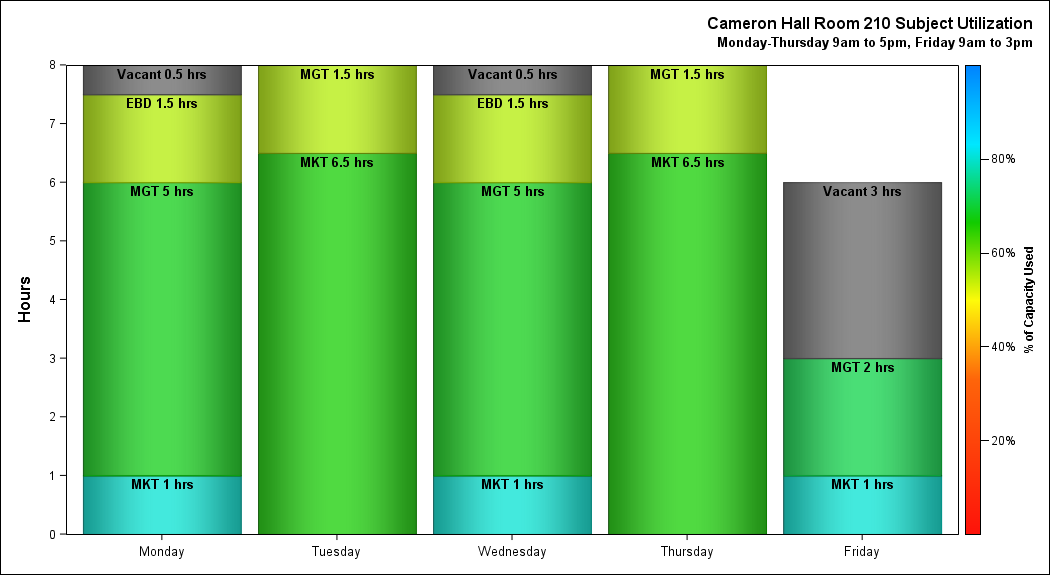 Cameron Hall Room 210 Subject Utilization
Monday-Thursday 9am to 5pm, Friday 9am to 3pm
Hours
8
7
6
5
4
3
2
1
0
Vacant 0.5 hrs
EBD 1.5 hrs
MGT 5 hrs
MKT 1 hrs
MGT 1.5 hrs
MKT 6.5 hrs
Vacant 0.5 hrs
EBD 1.5 hrs
MGT 5 hrs
MKT 1 hrs
MGT 1.5 hrs
MKT 6.5 hrs
Vacant 3 hrs
MGT 2 hrs
MKT 1 hrs
Monday
Tuesday
Wednesday
Thursday
Friday
80%
60%
40%
20%
% of Capacity Used